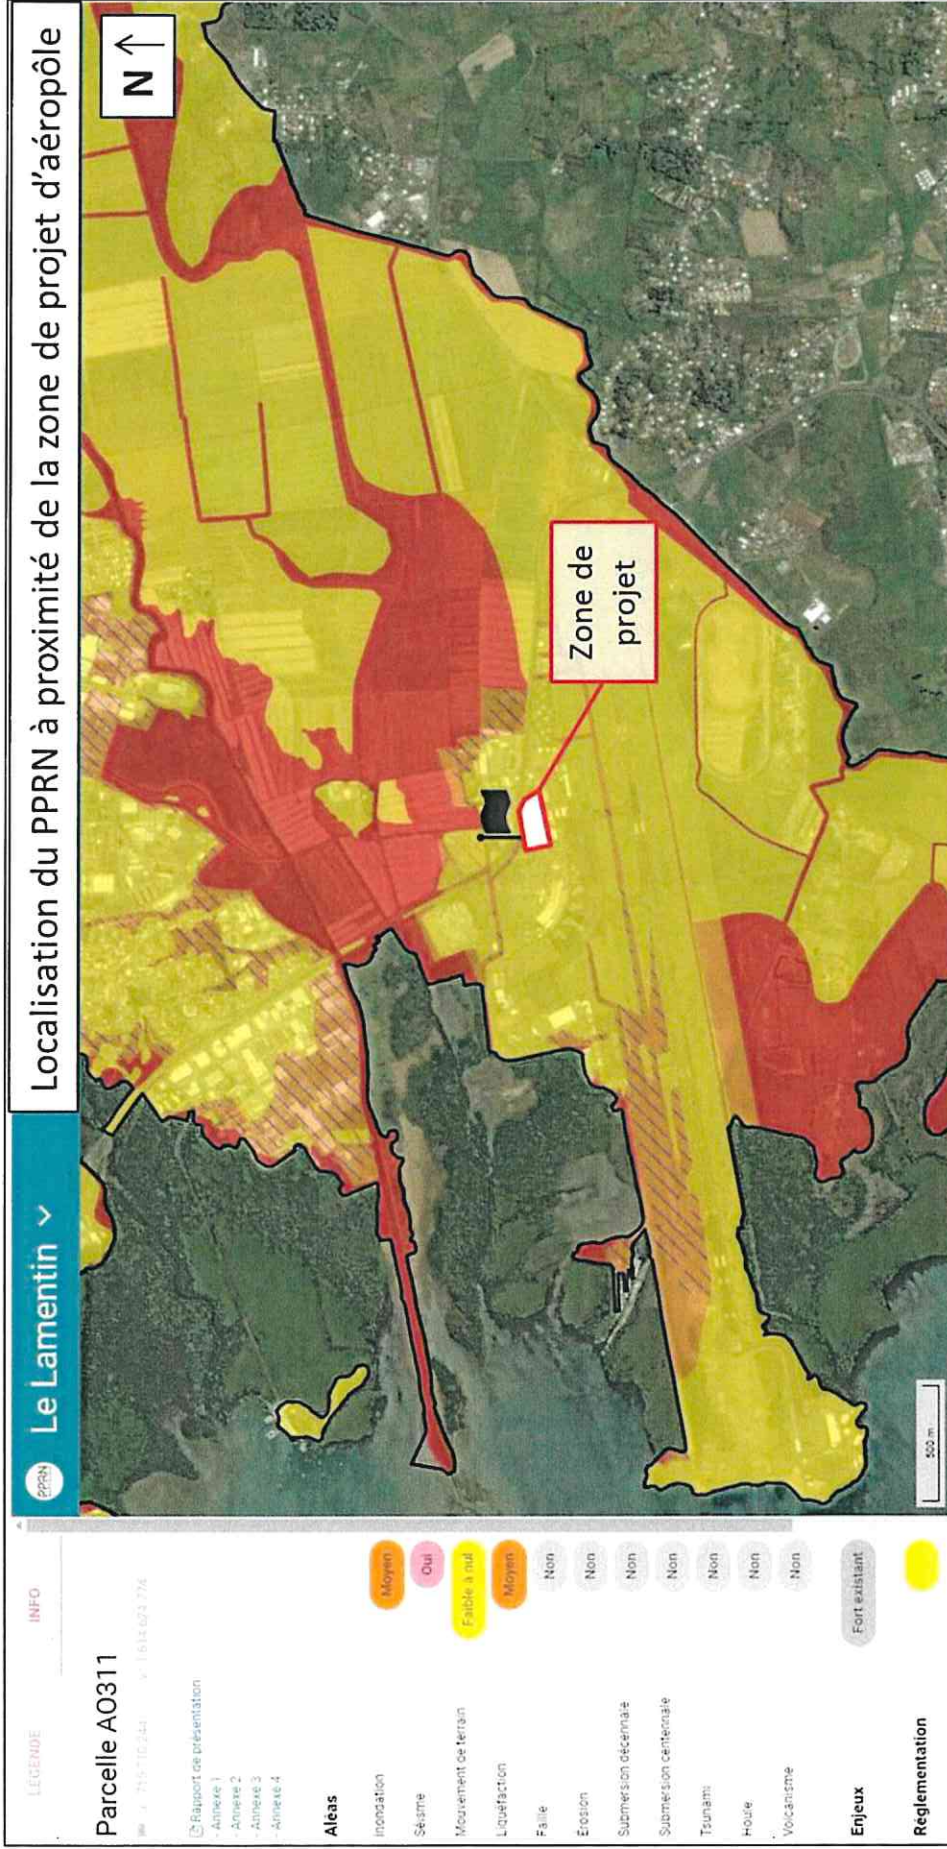 PPRN
Le Lamentin
Localisation du PPRN à proximité de la zone de projet d'aéropôle
N
LEGENDE
INFO
Parcelle AO311
Rapport de présentation
- Annexe 1
- Annexe 2
- Annexe 3
- Annexe 4
Aléas
Inondation Moyen
Séisme Oui
Mouvement de terrain Faible à nul
Liquéfaction Moyen
Faille Non
Erosion Non
Submersion décennale Non
Submersion centennale Non
Tsunami Non
Houle Non
Volcanisme Non
Enjeux Fort existant
Réglementation
Zone de
projet
500 m